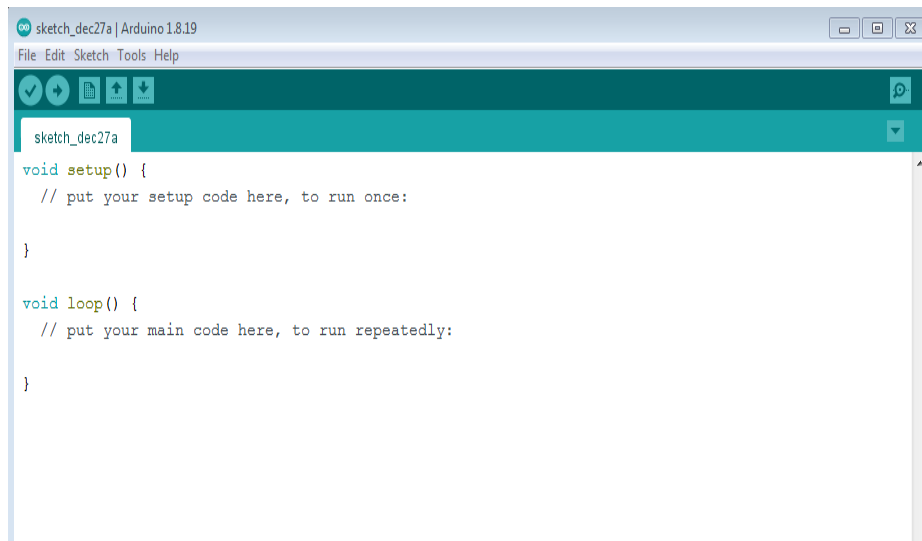 sketch_dec27a | Arduino 1.8.19
File Edit Sketch Tools Help
sketch_dec27a
void setup() {
  // put your setup code here, to run once:

}

void loop() {
  // put your main code here, to run repeatedly:

}